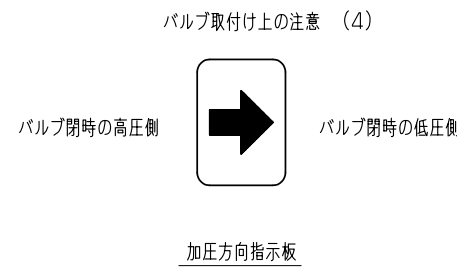 バルブ取付け上の注意 (4)
バルブ閉時の高圧側
バルブ閉時の低圧側
加圧方向指示板